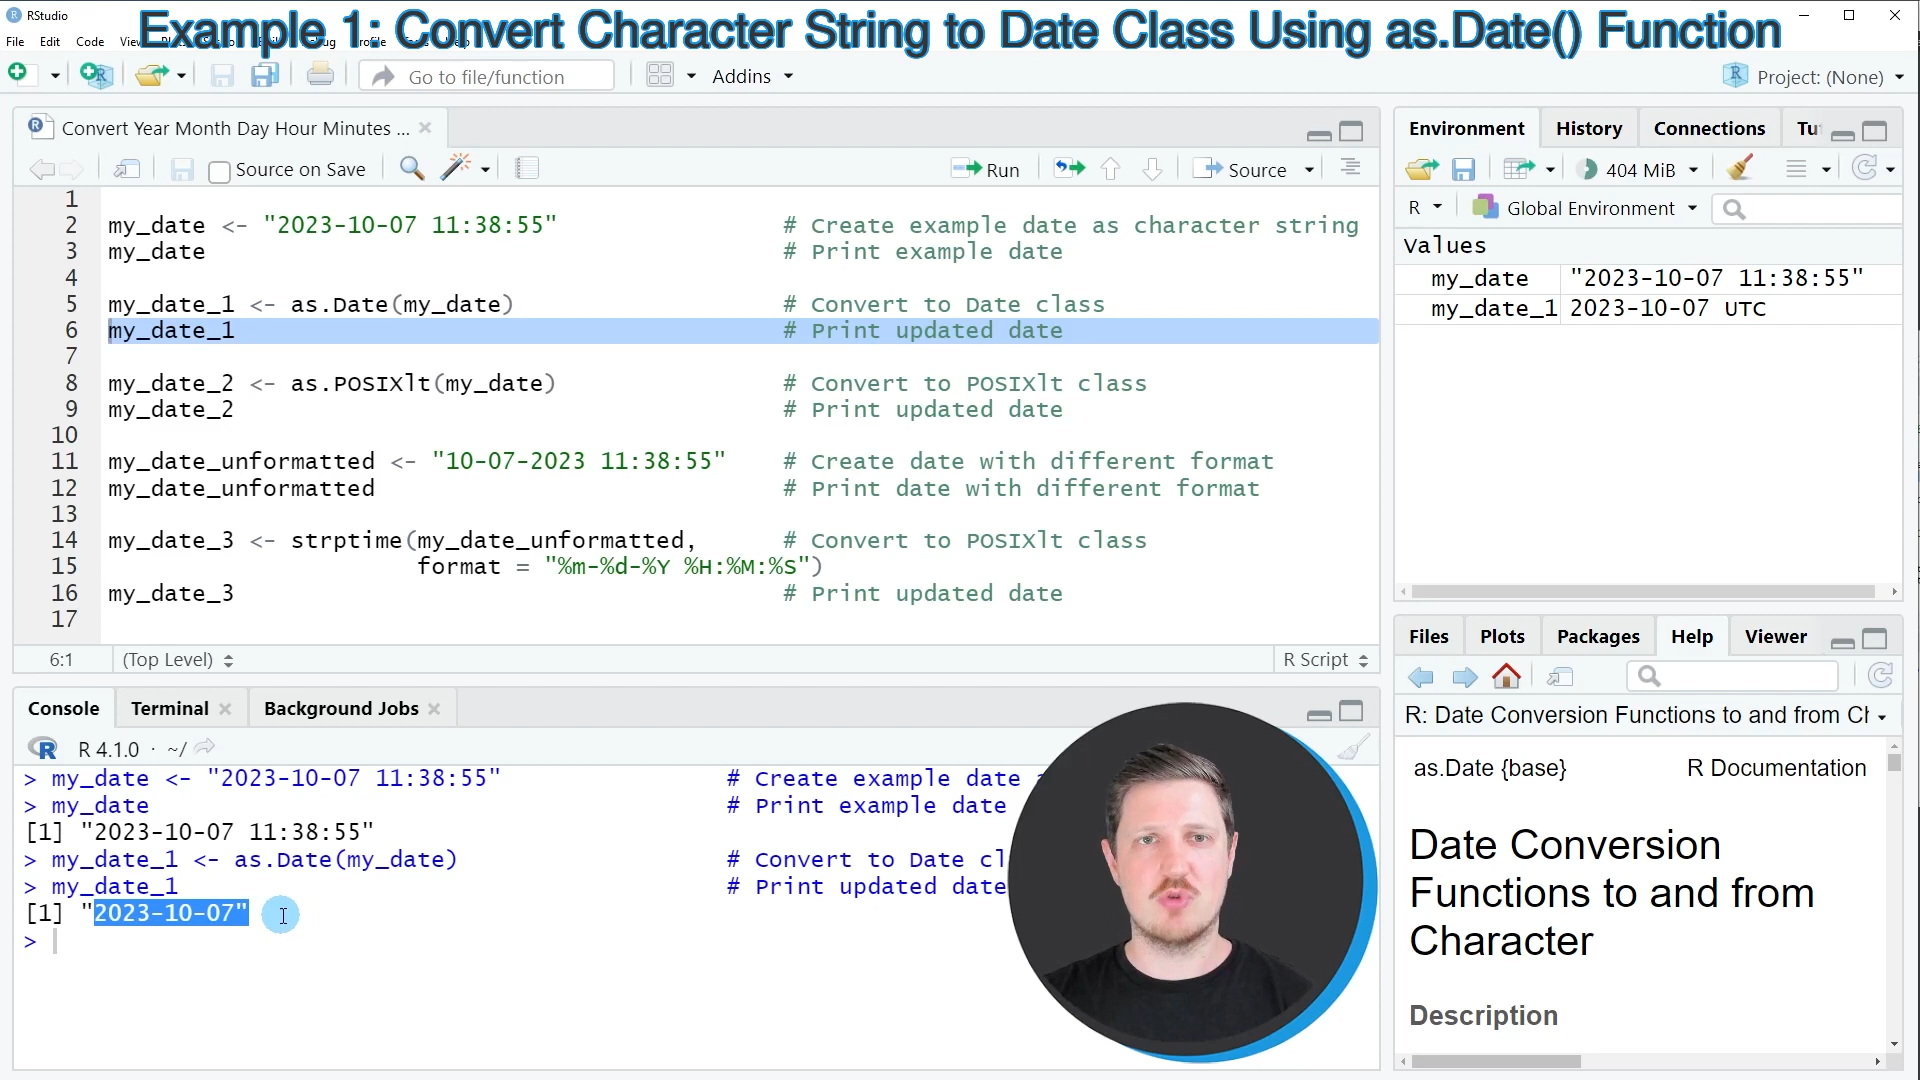 RStudio
Example 1: Convert Character String to Date Class Using as.Date() Function
File Edit Code
Go to file/function
Addins
Project: (None)
Convert Year Month Day Hour Minutes ...
Source on Save
Run
Source
1
2 my_date <- "2023-10-07 11:38:55" # Create example date as character string
3 my_date # Print example date
4
5 my_date_1 <- as.Date(my_date) # Convert to Date class
6 my_date_1 # Print updated date
7
8 my_date_2 <- as.POSIXlt(my_date) # Convert to POSIXlt class
9 my_date_2 # Print updated date
10
11 my_date_unformatted <- "10-07-2023 11:38:55" # Create date with different format
12 my_date_unformatted # Print date with different format
13
14 my_date_3 <- strptime(my_date_unformatted, # Convert to POSIXlt class
15 format = "%m-%d-%Y %H:%M:%S")
16 my_date_3 # Print updated date
17
6:1 (Top Level) R Script
Console Terminal Background Jobs
R 4.1.0 · ~/
> my_date <- "2023-10-07 11:38:55" # Create example date
> my_date # Print example date
[1] "2023-10-07 11:38:55"
> my_date_1 <- as.Date(my_date) # Convert to Date cl
> my_date_1 # Print updated date
[1] "2023-10-07"
>
Environment History Connections Tu
404 MiB
R Global Environment
Values
my_date "2023-10-07 11:38:55"
my_date_1 2023-10-07 UTC
Files Plots Packages Help Viewer
R: Date Conversion Functions to and from Cl
as.Date {base} R Documentation
Date Conversion
Functions to and from
Character
Description